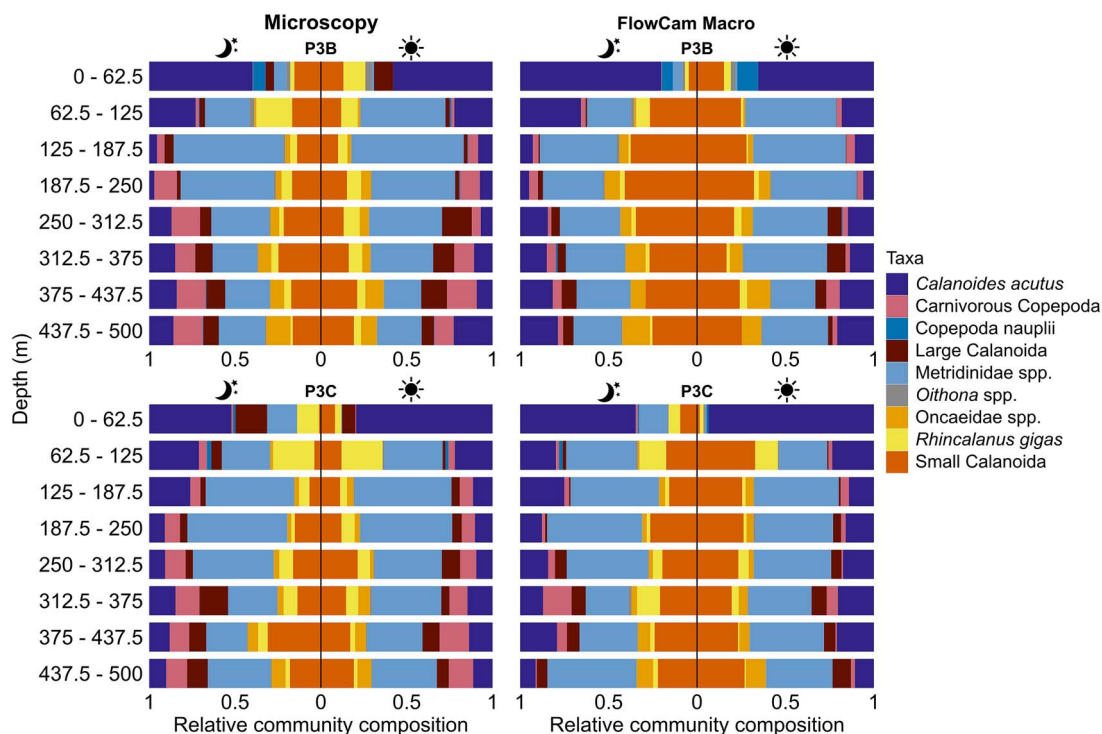 Microscopy
FlowCam Macro
P3B
P3B
0 - 62.5
62.5 - 125
125 - 187.5
187.5 - 250
250 - 312.5
312.5 - 375
375 - 437.5
437.5 - 500
1 0.5 0 0.5 1
1 0.5 0 0.5 1
Depth (m)
P3C
P3C
0 - 62.5
62.5 - 125
125 - 187.5
187.5 - 250
250 - 312.5
312.5 - 375
375 - 437.5
437.5 - 500
1 0.5 0 0.5 1
1 0.5 0 0.5 1
Relative community composition
Relative community composition
Taxa
Calanoides acutus
Carnivorous Copepoda
Copepoda nauplii
Large Calanoida
Metridinidae spp.
Oithona spp.
Oncaeidae spp.
Rhincalanus gigas
Small Calanoida